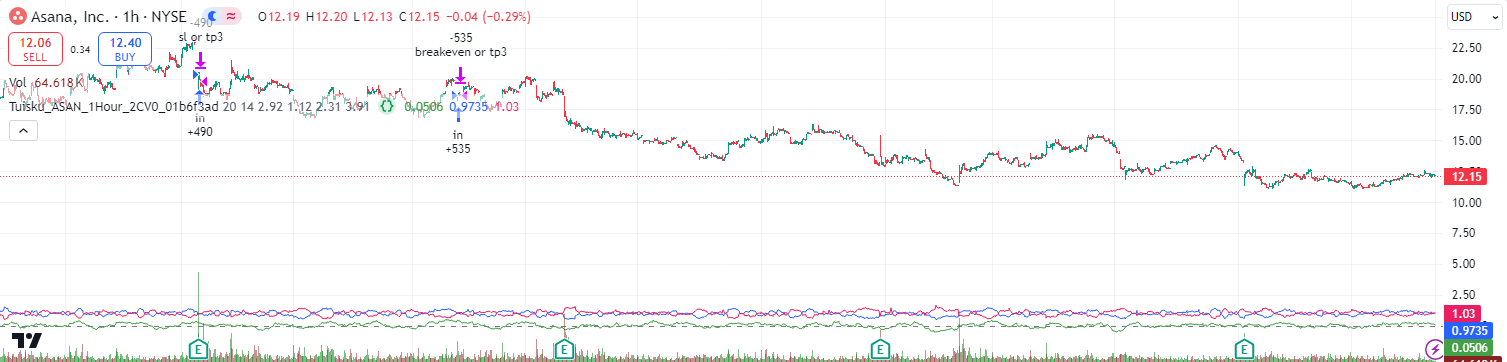 Asana, Inc. · 1h · NYSE
O12.19 H12.20 L12.13 C12.15 −0.04 (−0.29%)
USD
-490
sl or tp3
-535
breakeven or tp3
12.06
SELL
0.34
12.40
BUY
Vol 64.618K
Tuiskd_ASAN_1Hour_2CV0_01b6f3ad 20 14 2.92 1.12 2.31 3.91 {} 0.0506 0.9735 1.03
in
+490
in
+535
22.50
20.00
17.50
15.00
12.15
10.00
7.50
5.00
2.50
1.03
0.9735
0.0506
E
E
E
E